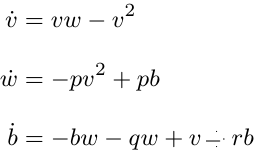 v̇ = vw − v²
ẇ = −pv² + pb
ḃ = −bw − qw + v ∸ rb